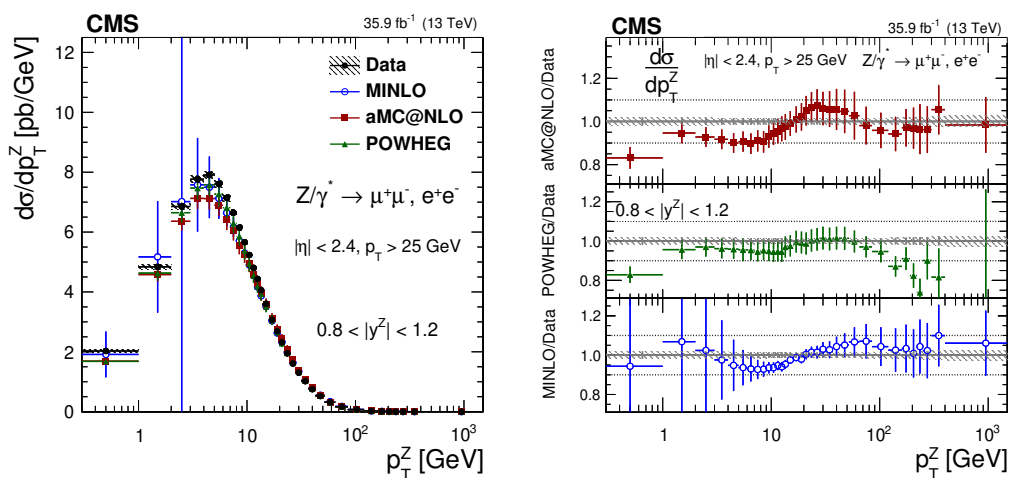 CMS 35.9 fb⁻¹ (13 TeV)
dσ/dp_T^Z [pb/GeV]
12
10
8
6
4
2
0
Data
MINLO
aMC@NLO
POWHEG
Z/γ* → μ⁺μ⁻, e⁺e⁻
|η| < 2.4, p_T > 25 GeV
0.8 < |y^Z| < 1.2
1 10 10² 10³
p_T^Z [GeV]
CMS 35.9 fb⁻¹ (13 TeV)
aMC@NLO/Data
1.2
1.0
0.8
dσ/dp_T^Z
|η| < 2.4, p_T > 25 GeV Z/γ* → μ⁺μ⁻, e⁺e⁻
POWHEG/Data
1.2
1.0
0.8
0.8 < |y^Z| < 1.2
MINLO/Data
1.2
1.0
0.8
1 10 10² 10³
p_T^Z [GeV]